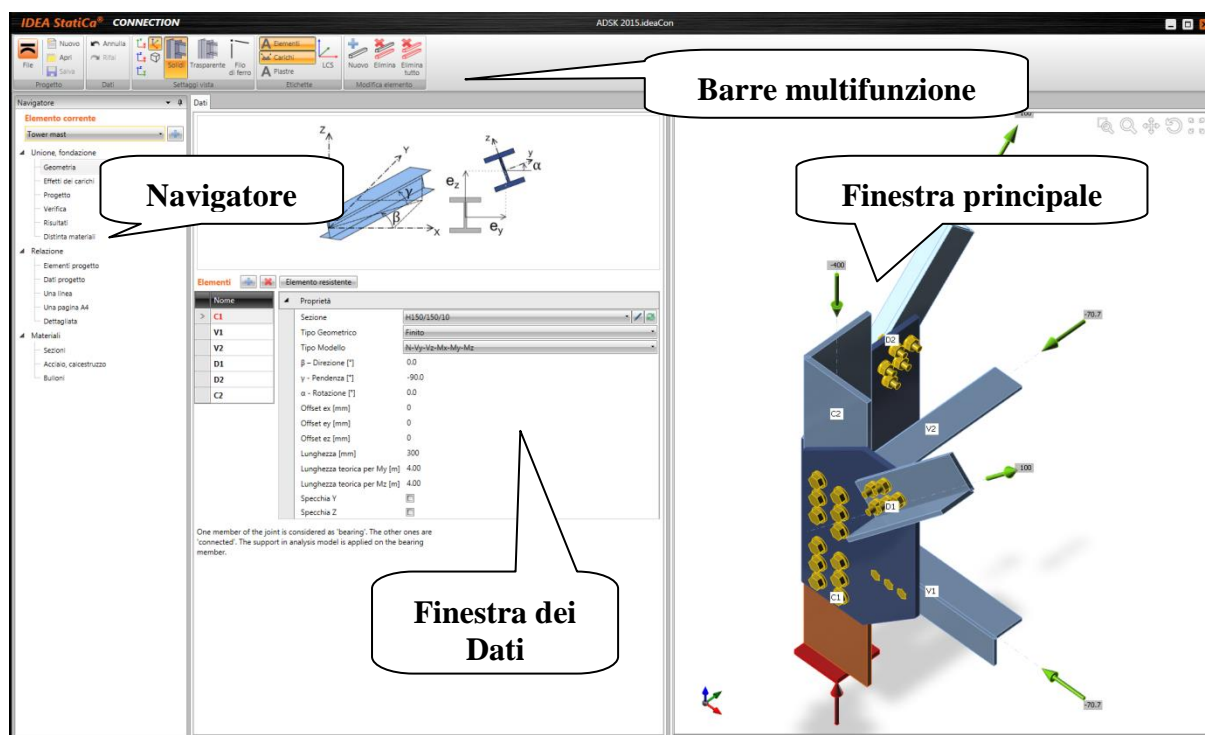 IDEA StatiCa® CONNECTION
ADSK 2015.ideaCon
File
Nuovo
Apri
Salva
Progetto
Annulla
Rifai
Dati
Solidi
Trasparente
Filo
di ferro
Settaggi vista
Elementi
Carichi
Piastre
LCS
Etichette
Nuovo
Elimina
Elimina
tutto
Modifica elemento
Barre multifunzione
Navigatore
Elemento corrente
Tower mast
Unione, fondazione
Geometria
Effetti dei carichi
Progetto
Verifica
Risultati
Distinta materiali
Relazione
Elementi progetto
Dati progetto
Una linea
Una pagina A4
Dettagliata
Materiali
Sezioni
Acciaio, calcestruzzo
Bulloni
Navigatore
Dati
Z
Y
X
γ
β
z
y
α
ez
ey
Elementi
Elemento resistente
Nome
> C1
V1
V2
D1
D2
C2
Proprietà
Sezione H150/150/10
Tipo Geometrico Finito
Tipo Modello N-Vy-Vz-Mx-My-Mz
β – Direzione [°] 0.0
γ - Pendenza [°] -90.0
α - Rotazione [°] 0.0
Offset ex [mm] 0
Offset ey [mm] 0
Offset ez [mm] 0
Lunghezza [mm] 300
Lunghezza teorica per My [m] 4.00
Lunghezza teorica per Mz [m] 4.00
Specchia Y
Specchia Z
One member of the joint is considered as 'bearing'. The other ones are
'connected'. The support in analysis model is applied on the bearing
member.
Finestra dei
Dati
Finestra principale
-400
-70.7
D2
C2
V2
100
D1
C1
V1
-70.7